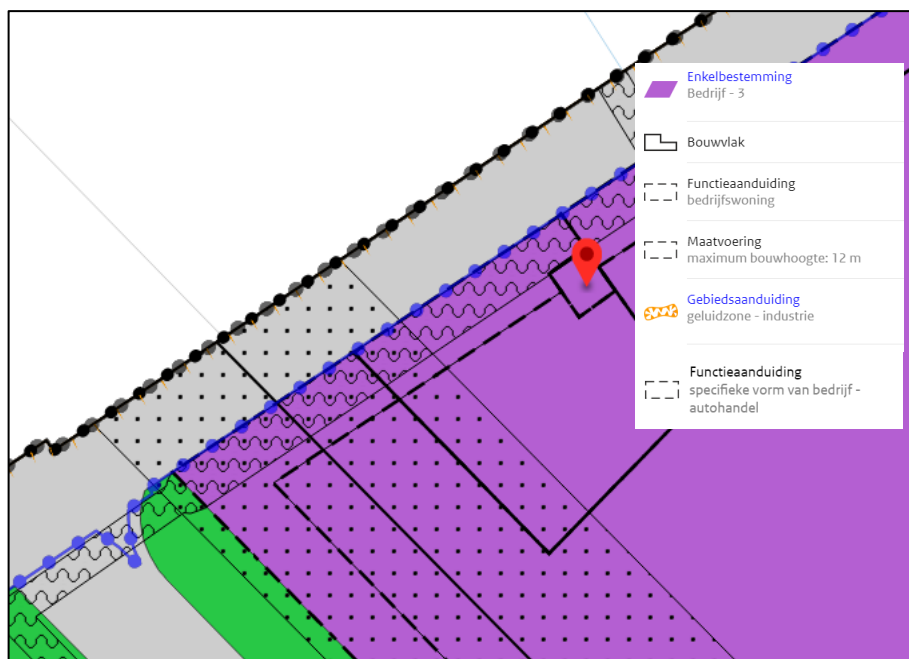 Enkelbestemming
Bedrijf - 3
Bouwvlak
Functieaanduiding
bedrijfswoning
Maatvoering
maximum bouwhoogte: 12 m
Gebiedsaanduiding
geluidzone - industrie
Functieaanduiding
specifieke vorm van bedrijf -
autohandel